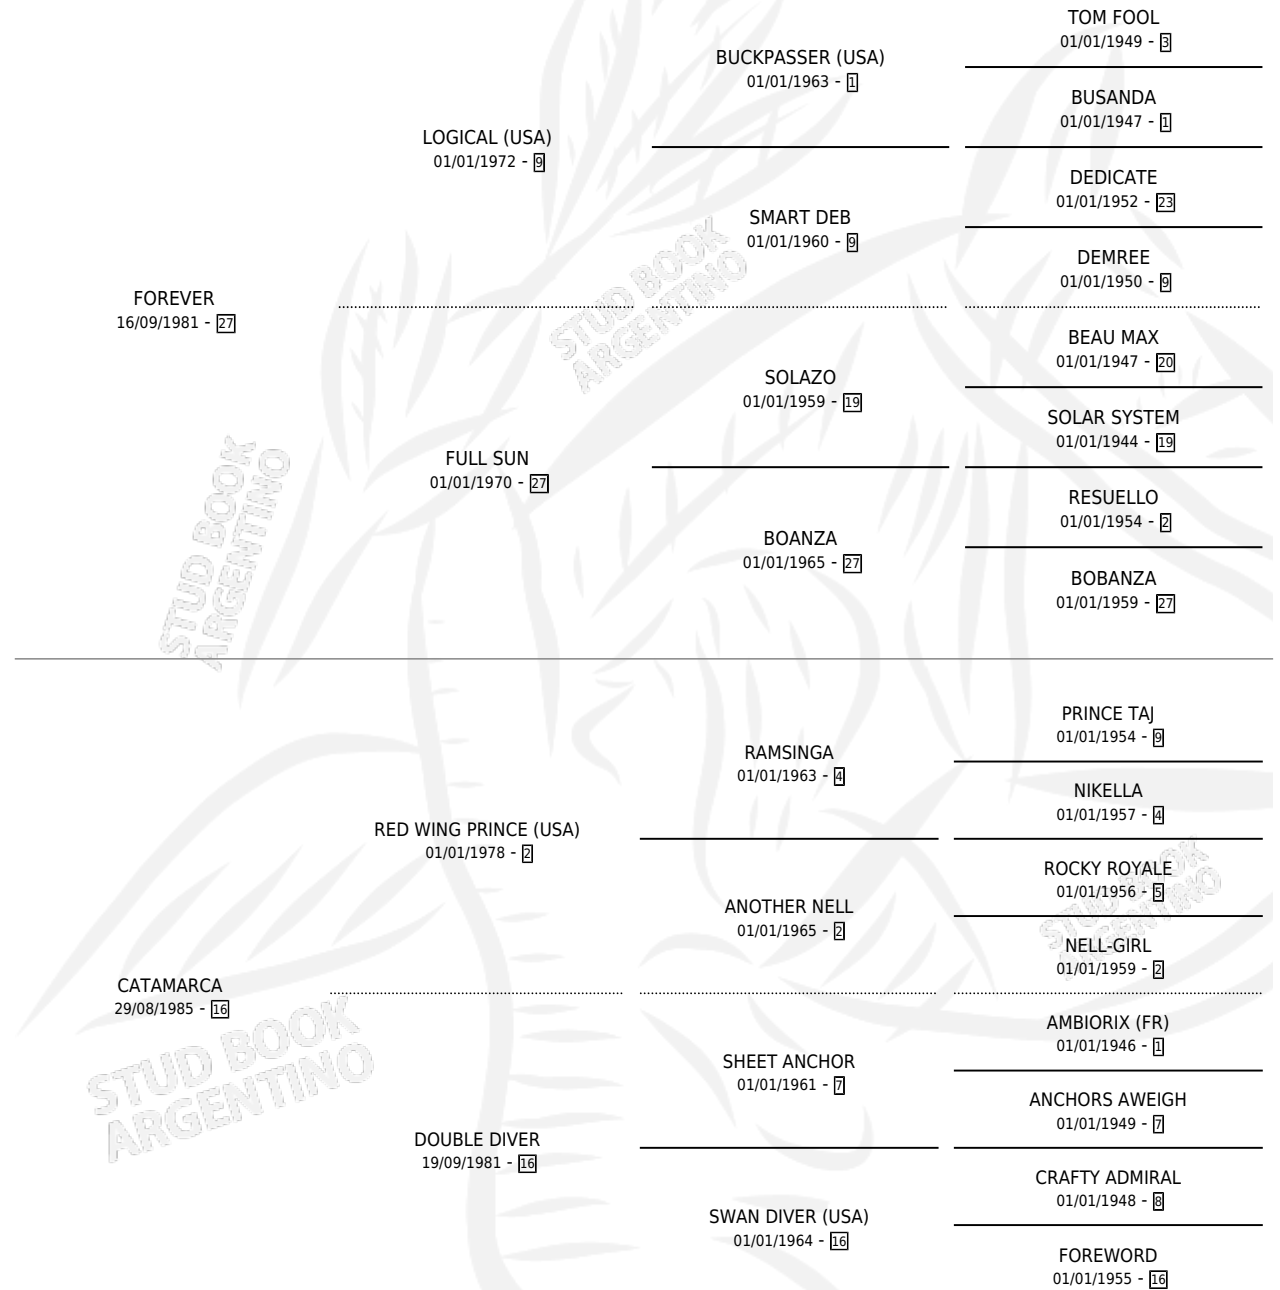 TOM FOOL
01/01/1949 - 3
BUCKPASSER (USA)
01/01/1963 - 1
BUSANDA
01/01/1947 - 1
LOGICAL (USA)
01/01/1972 - 9
DEDICATE
01/01/1952 - 23
SMART DEB
01/01/1960 - 9
DEMREE
01/01/1950 - 9
FOREVER
16/09/1981 - 27
BEAU MAX
01/01/1947 - 20
SOLAZO
01/01/1959 - 19
SOLAR SYSTEM
01/01/1944 - 19
FULL SUN
01/01/1970 - 27
RESUELLO
01/01/1954 - 2
BOANZA
01/01/1965 - 27
BOBANZA
01/01/1959 - 27
PRINCE TAJ
01/01/1954 - 9
RAMSINGA
01/01/1963 - 4
NIKELLA
01/01/1957 - 4
RED WING PRINCE (USA)
01/01/1978 - 2
ROCKY ROYALE
01/01/1956 - 5
ANOTHER NELL
01/01/1965 - 2
NELL-GIRL
01/01/1959 - 2
CATAMARCA
29/08/1985 - 16
AMBIORIX (FR)
01/01/1946 - 1
SHEET ANCHOR
01/01/1961 - 7
ANCHORS AWEIGH
01/01/1949 - 7
DOUBLE DIVER
19/09/1981 - 16
CRAFTY ADMIRAL
01/01/1948 - 8
SWAN DIVER (USA)
01/01/1964 - 16
FOREWORD
01/01/1955 - 16
STUD BOOK
ARGENTINO
STUD BOOK
ARGENTINO
STUD BOOK
ARGENTINO
STUD BOOK
ARGENTINO